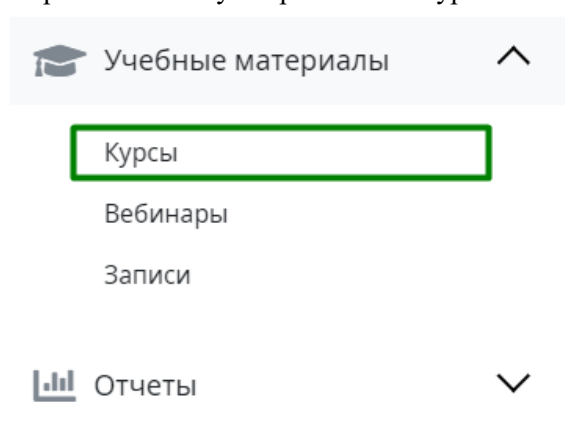 Учебные материалы
Курсы
Вебинары
Записи
Отчеты